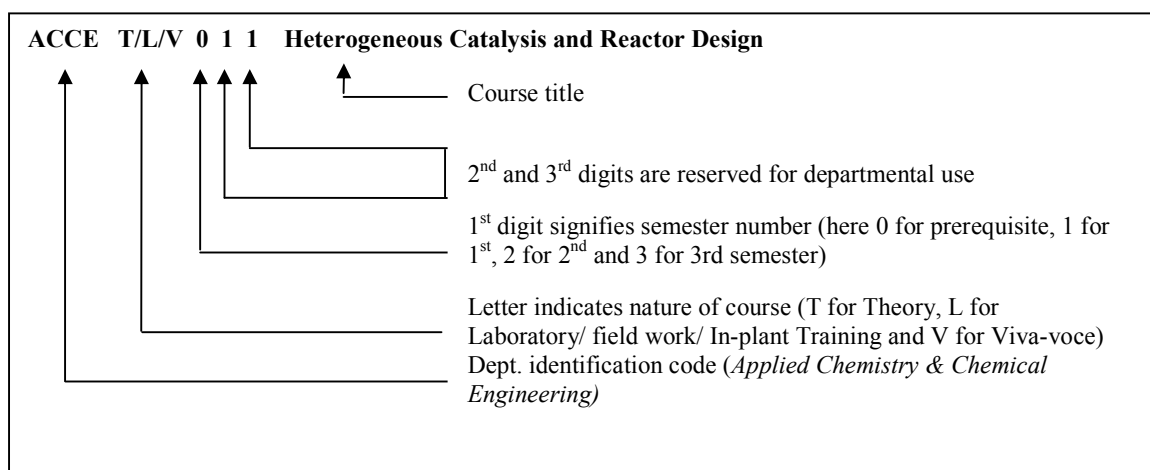 ACCE T/L/V 0 1 1 Heterogeneous Catalysis and Reactor Design
Course title
2nd and 3rd digits are reserved for departmental use
1st digit signifies semester number (here 0 for prerequisite, 1 for
1st, 2 for 2nd and 3 for 3rd semester)
Letter indicates nature of course (T for Theory, L for
Laboratory/ field work/ In-plant Training and V for Viva-voce)
Dept. identification code (Applied Chemistry & Chemical
Engineering)